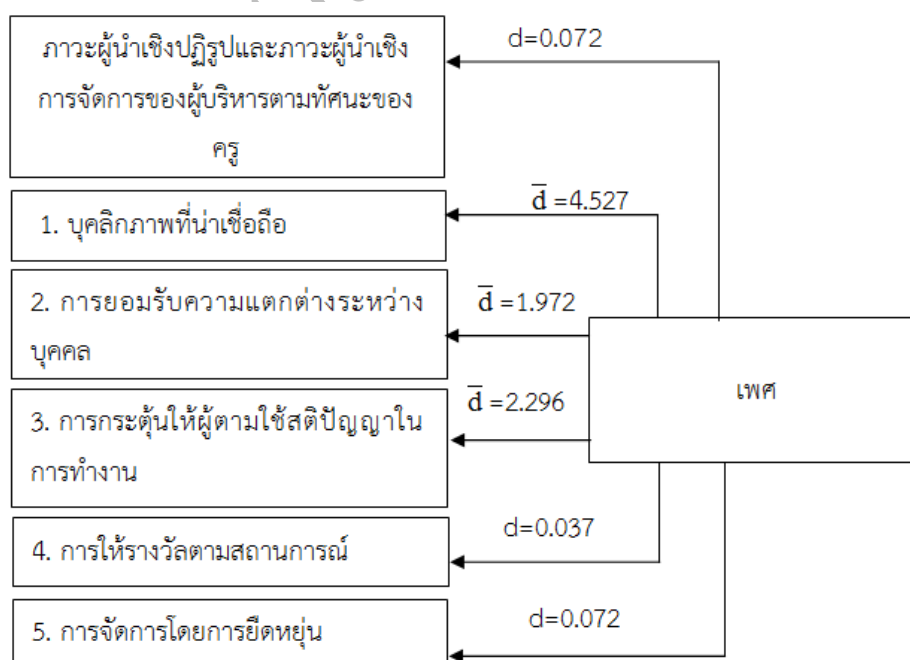 ภาวะผู้นำเชิงปฏิรูปและภาวะผู้นำเชิง
การจัดการของผู้บริหารตามทัศนะของ
ครู
d=0.072
1. บุคลิกภาพที่น่าเชื่อถือ
d̅ =4.527
2. การยอมรับความแตกต่างระหว่าง
บุคคล
d̅ =1.972
3. การกระตุ้นให้ผู้ตามใช้สติปัญญาใน
การทำงาน
d̅ =2.296
เพศ
4. การให้รางวัลตามสถานการณ์
d=0.037
5. การจัดการโดยการยึดหยุ่น
d=0.072